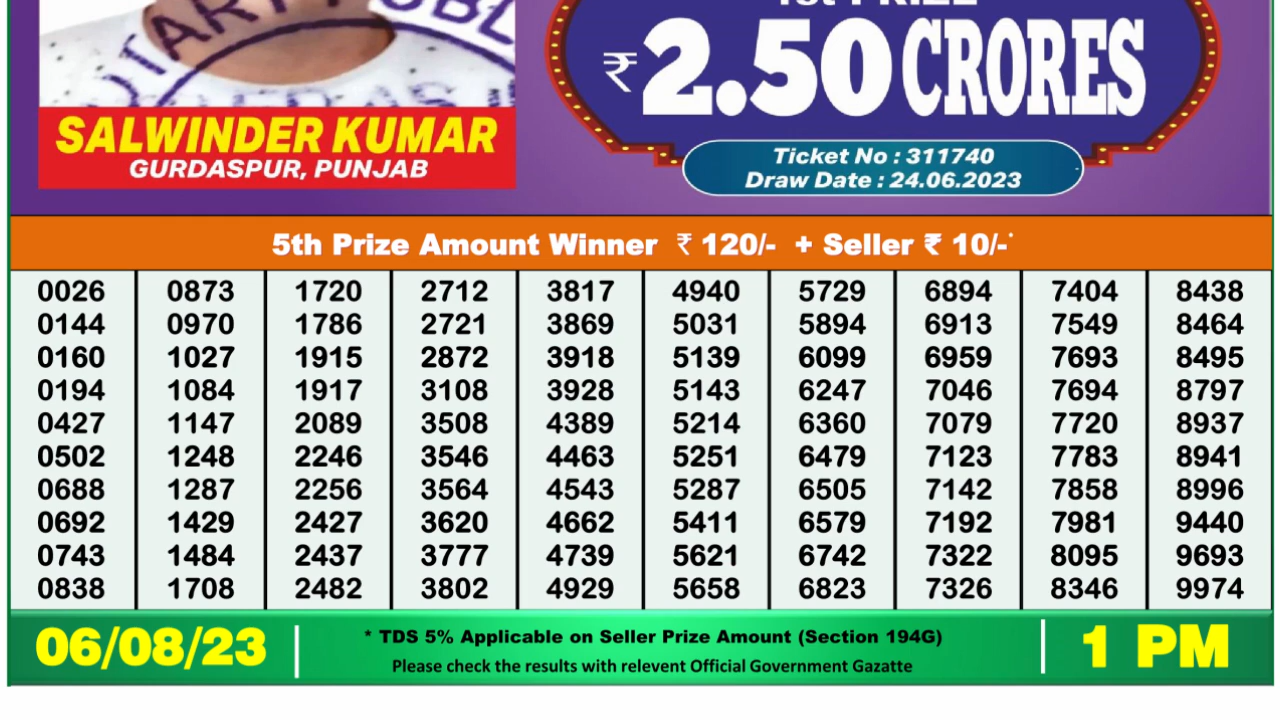 1st PRIZE
₹ 2.50 CRORES
SALWINDER KUMAR
GURDASPUR, PUNJAB
Ticket No : 311740
Draw Date : 24.06.2023
5th Prize Amount Winner ₹ 120/- + Seller ₹ 10/-*
0026 0873 1720 2712 3817 4940 5729 6894 7404 8438
0144 0970 1786 2721 3869 5031 5894 6913 7549 8464
0160 1027 1915 2872 3918 5139 6099 6959 7693 8495
0194 1084 1917 3108 3928 5143 6247 7046 7694 8797
0427 1147 2089 3508 4389 5214 6360 7079 7720 8937
0502 1248 2246 3546 4463 5251 6479 7123 7783 8941
0688 1287 2256 3564 4543 5287 6505 7142 7858 8996
0692 1429 2427 3620 4662 5411 6579 7192 7981 9440
0743 1484 2437 3777 4739 5621 6742 7322 8095 9693
0838 1708 2482 3802 4929 5658 6823 7326 8346 9974
06/08/23
* TDS 5% Applicable on Seller Prize Amount (Section 194G)
Please check the results with relevent Official Government Gazatte
1 PM